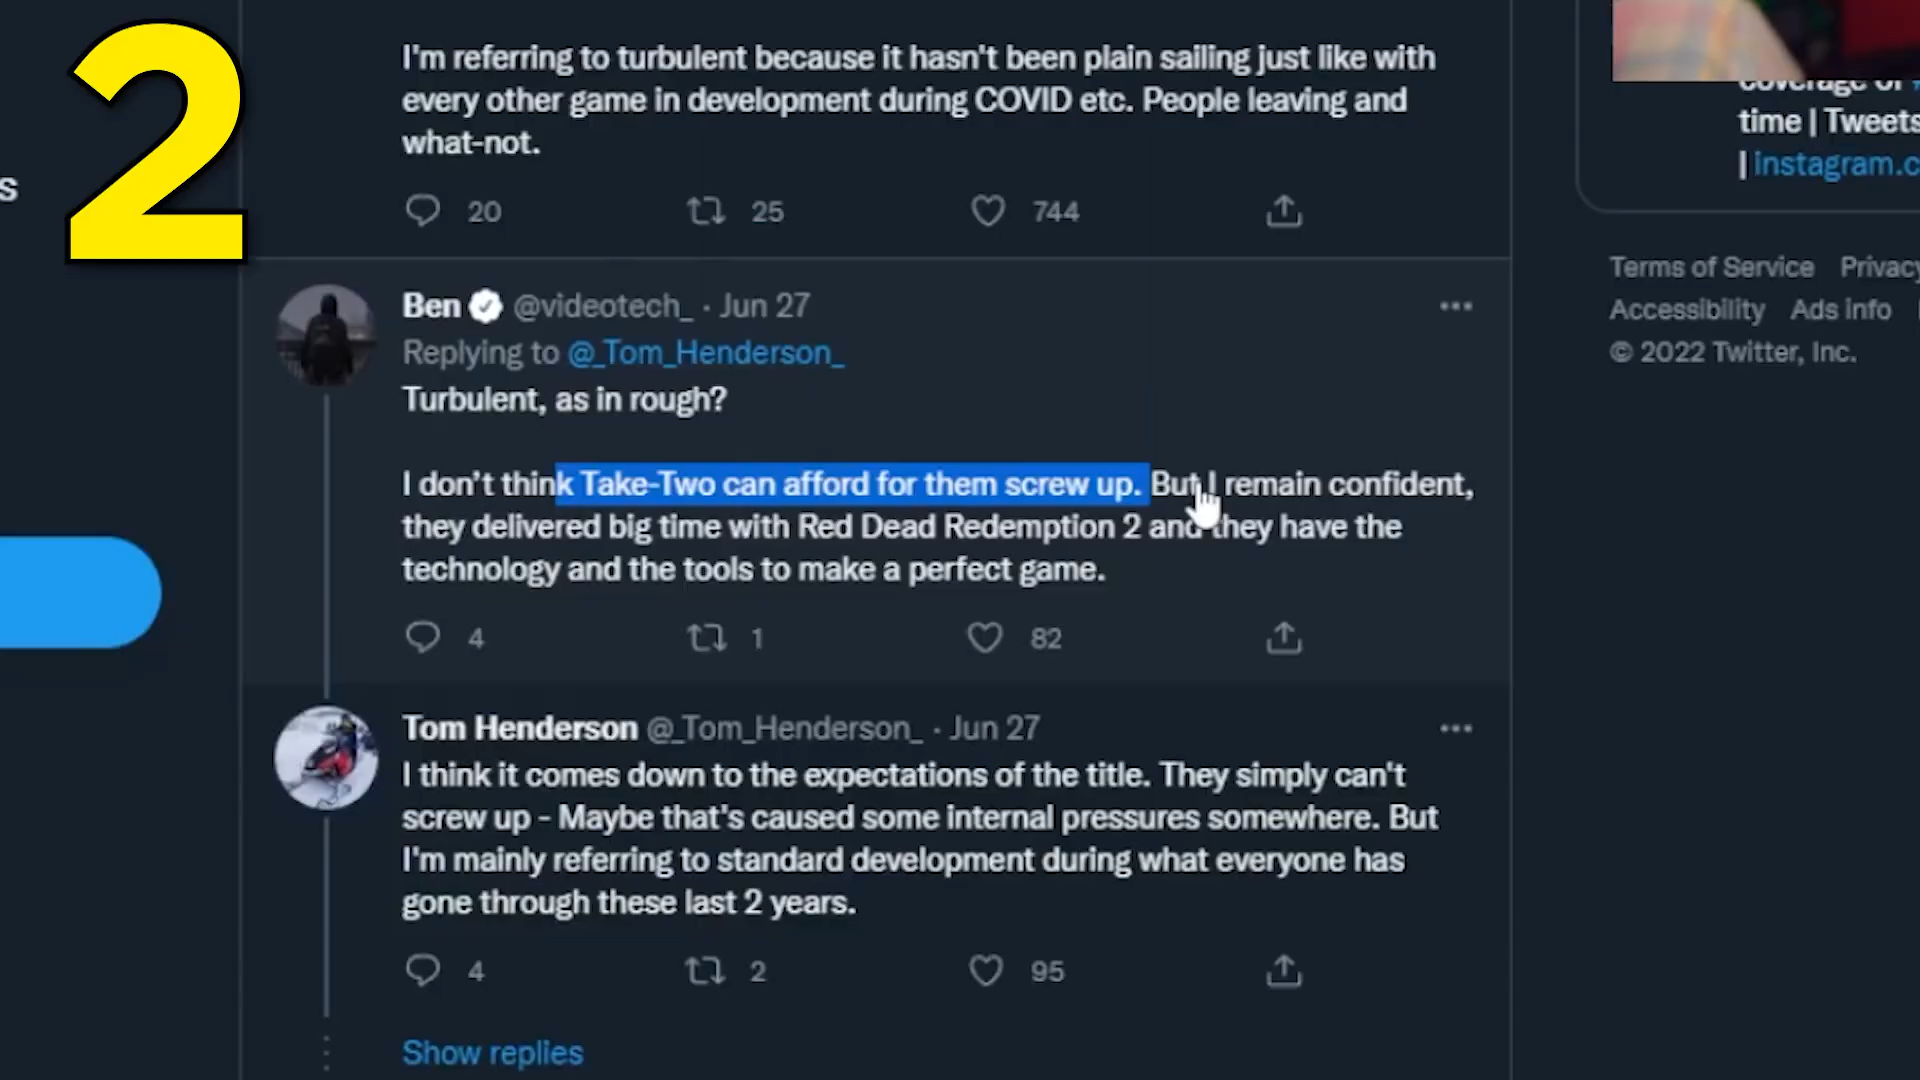 2
s
I'm referring to turbulent because it hasn't been plain sailing just like with
every other game in development during COVID etc. People leaving and
what-not.
20 25 744
Ben @videotech_ · Jun 27
Replying to @_Tom_Henderson_
Turbulent, as in rough?
I don't think Take-Two can afford for them screw up. But I remain confident,
they delivered big time with Red Dead Redemption 2 and they have the
technology and the tools to make a perfect game.
4 1 82
Tom Henderson @_Tom_Henderson_ · Jun 27
I think it comes down to the expectations of the title. They simply can't
screw up - Maybe that's caused some internal pressures somewhere. But
I'm mainly referring to standard development during what everyone has
gone through these last 2 years.
4 2 95
Show replies
coverage of #
time | Tweets
| instagram.c
Terms of Service Privacy
Accessibility Ads info
© 2022 Twitter, Inc.